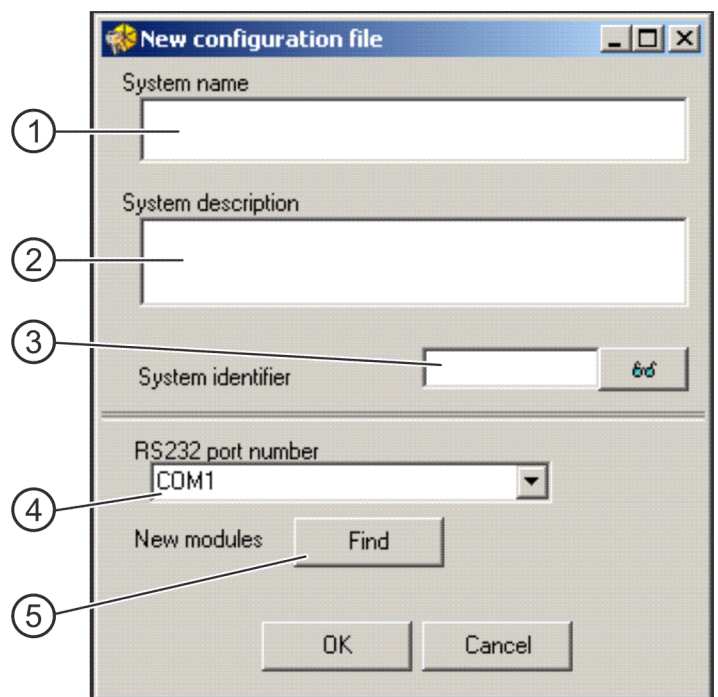 New configuration file
System name
1
System description
2
3
System identifier
RS232 port number
COM1
4
New modules
Find
5
OK
Cancel